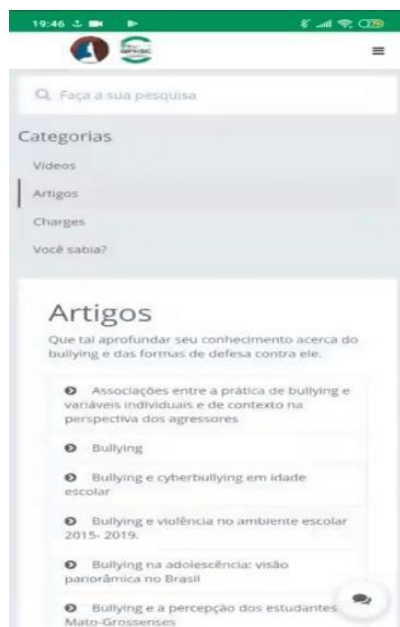 19:46
Faça a sua pesquisa
Categorias
Vídeos
Artigos
Charges
Você sabia?
Artigos
Que tal aprofundar seu conhecimento acerca do
bullying e das formas de defesa contra ele.
Associações entre a prática de bullying e
variáveis individuais e de contexto na
perspectiva dos agressores
Bullying
Bullying e cyberbullying em idade
escolar
Bullying e violência no ambiente escolar
2015- 2019.
Bullying na adolescência: visão
panorâmica no Brasil
Bullying e a percepção dos estudantes
Mato-Grossenses